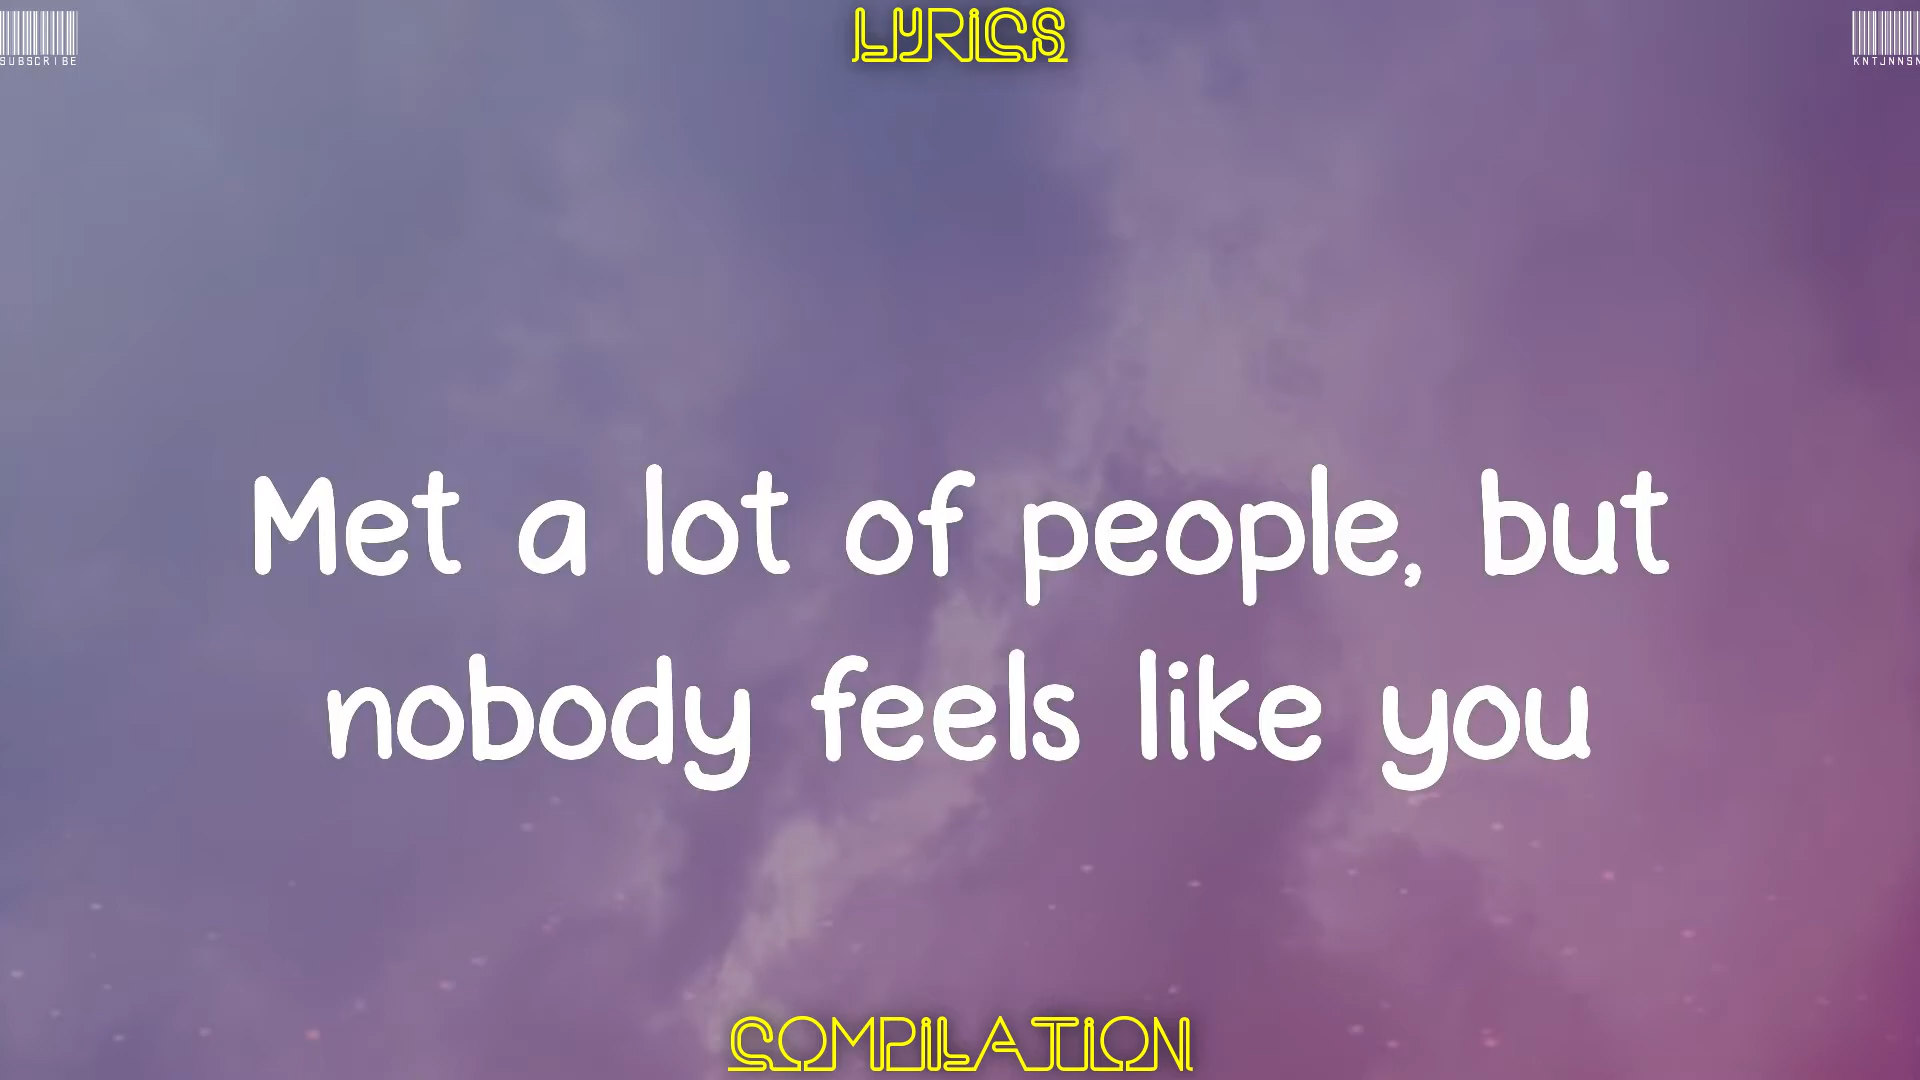 LYRICS
SUBSCRIBE
KNTJNNSN
Met a lot of people, but
nobody feels like you
COMPILATION